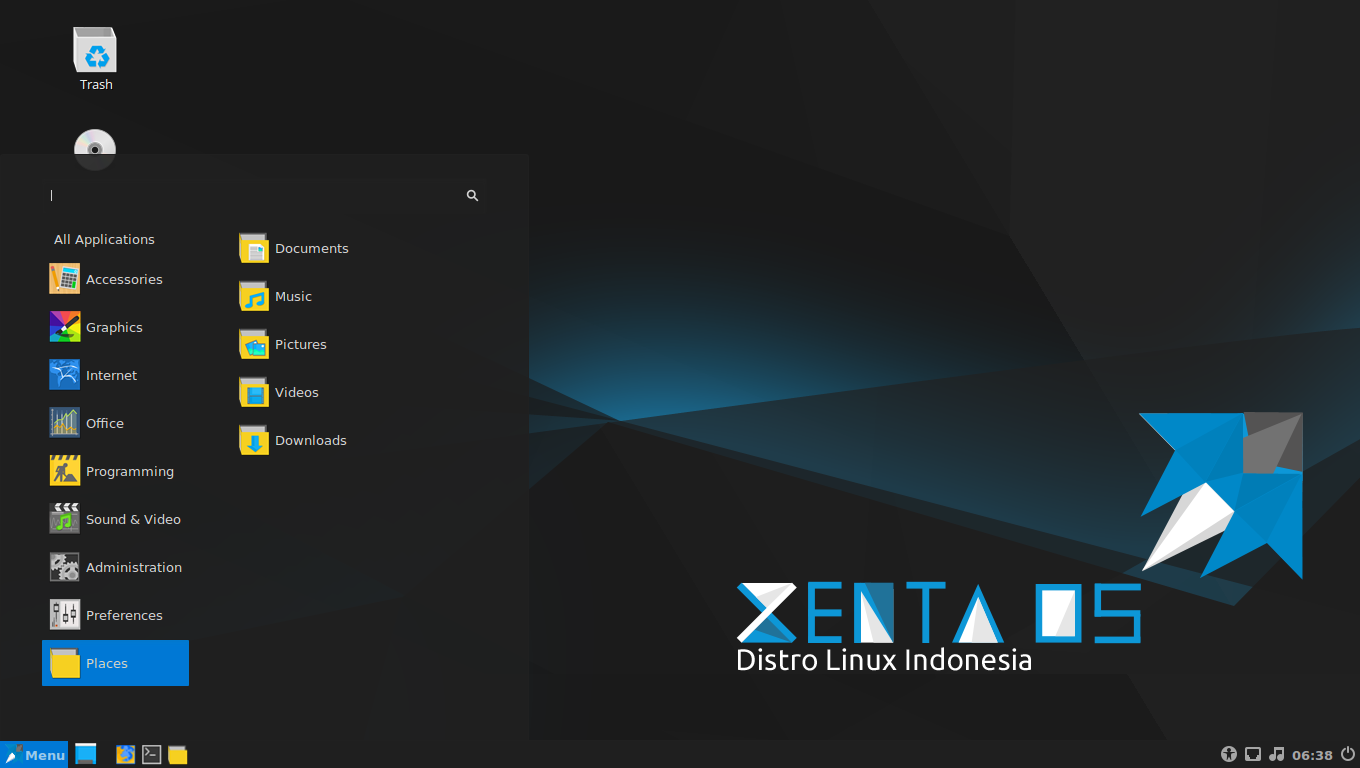 Trash
All Applications
Accessories
Graphics
Internet
Office
Programming
Sound & Video
Administration
Preferences
Places
Documents
Music
Pictures
Videos
Downloads
ZENTA OS
Distro Linux Indonesia
Menu
06:38